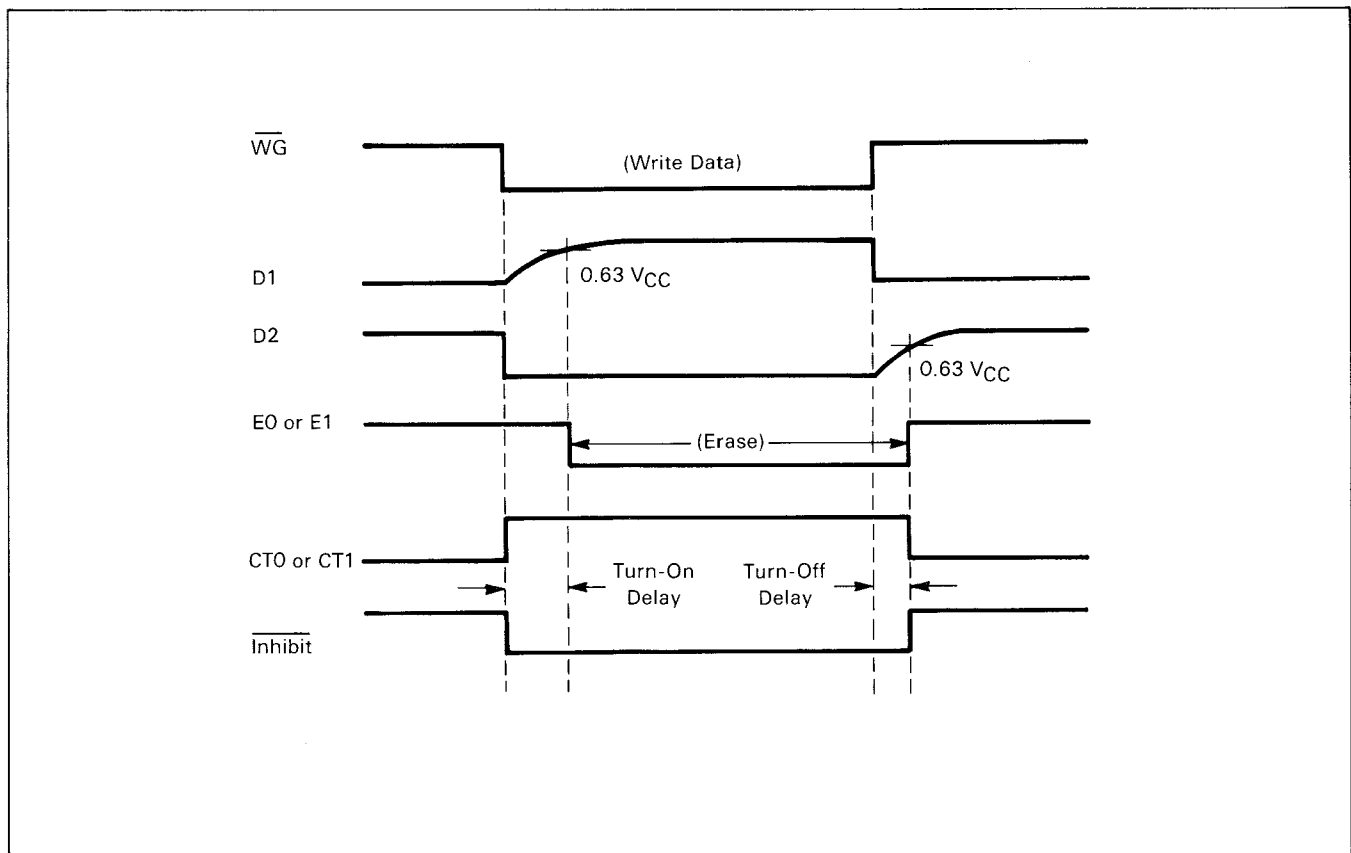 WG
(Write Data)
D1
0.63 VCC
D2
0.63 VCC
E0 or E1
(Erase)
CT0 or CT1
Turn-On
Delay
Turn-Off
Delay
Inhibit